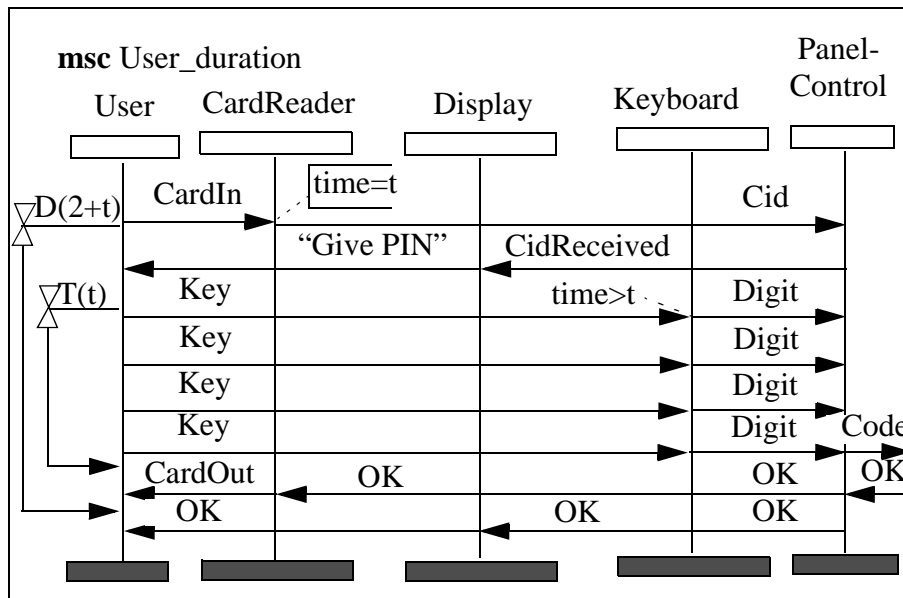 msc User_duration
User
CardReader
Display
Keyboard
Panel-
Control
D(2+t)
CardIn
time=t
Cid
"Give PIN"
CidReceived
T(t)
Key
time>t
Digit
Key
Digit
Key
Digit
Key
Digit
Code
CardOut
OK
OK
OK
OK
OK
OK